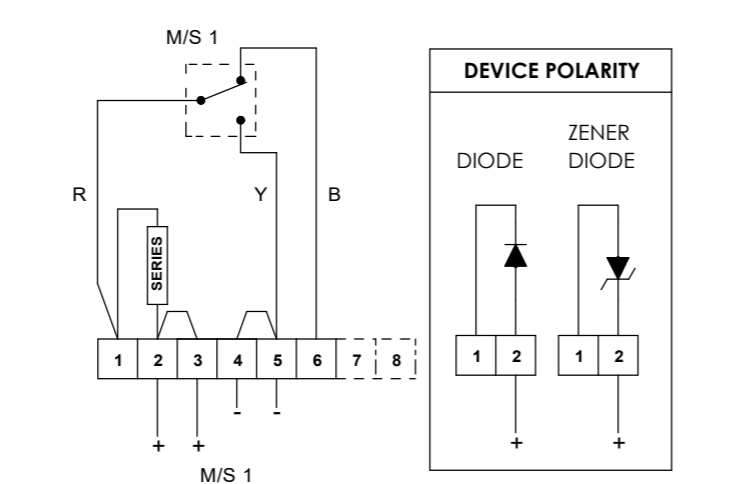 M/S 1
R
Y
B
SERIES
1 2 3 4 5 6 7 8
- -
+ +
M/S 1
DEVICE POLARITY
DIODE
ZENER
DIODE
1 2
1 2
+
+